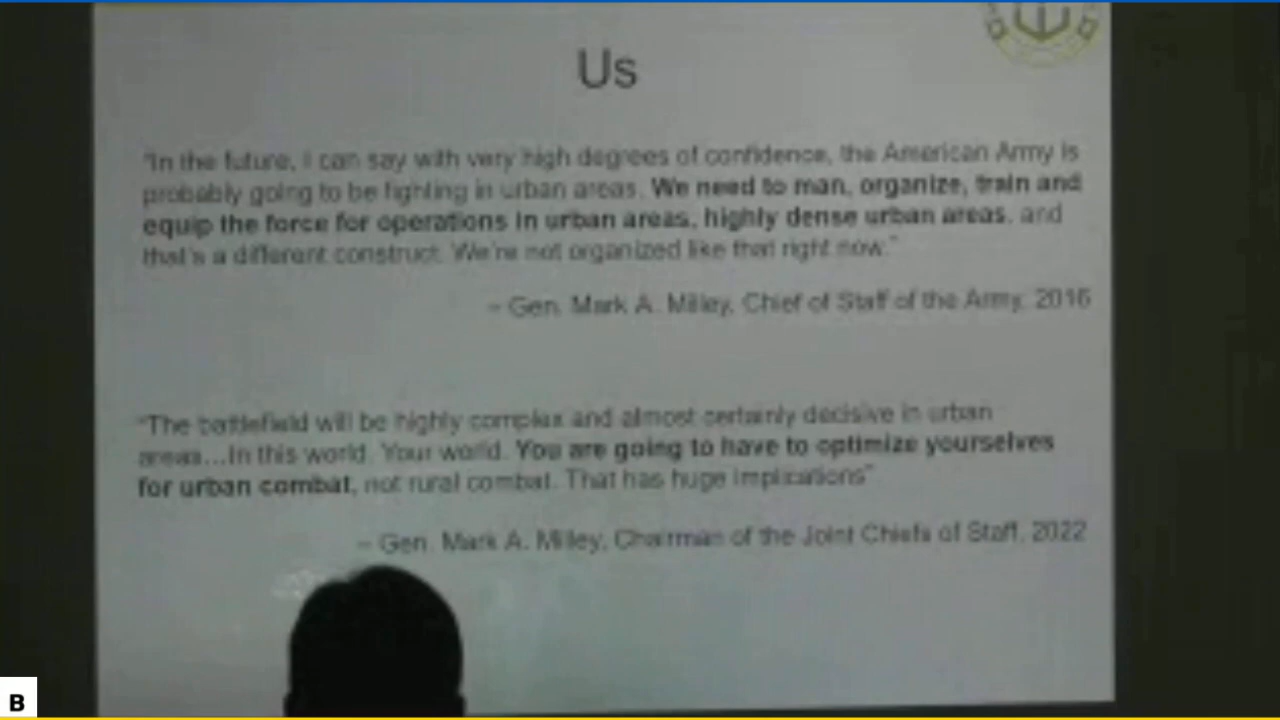 Us
"In the future, I can say with very high degrees of confidence, the American Army is
probably going to be fighting in urban areas. We need to man, organize, train and
equip the force for operations in urban areas, highly dense urban areas, and
that's a different construct. We're not organized like that right now."
– Gen. Mark A. Milley, Chief of Staff of the Army, 2016
"The battlefield will be highly complex and almost certainly decisive in urban
areas...In this world. Your world. You are going to have to optimize yourselves
for urban combat, not rural combat. That has huge implications"
– Gen. Mark A. Milley, Chairman of the Joint Chiefs of Staff, 2022
B